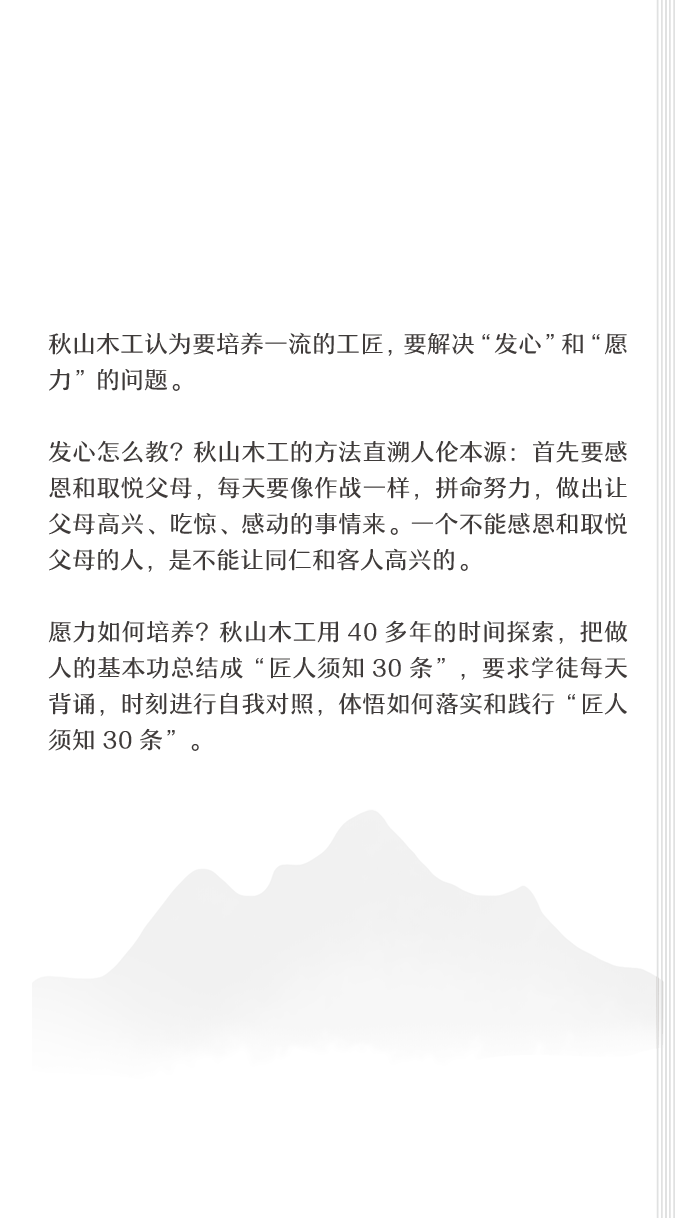 秋山木工认为要培养一流的工匠，要解决“发心”和“愿
力”的问题。
发心怎么教？秋山木工的方法直溯人伦本源：首先要感
恩和取悦父母，每天要像作战一样，拼命努力，做出让
父母高兴、吃惊、感动的事情来。一个不能感恩和取悦
父母的人，是不能让同仁和客人高兴的。
愿力如何培养？秋山木工用 40 多年的时间探索，把做
人的基本功总结成“匠人须知 30 条”，要求学徒每天
背诵，时刻进行自我对照，体悟如何落实和践行“匠人
须知 30 条”。